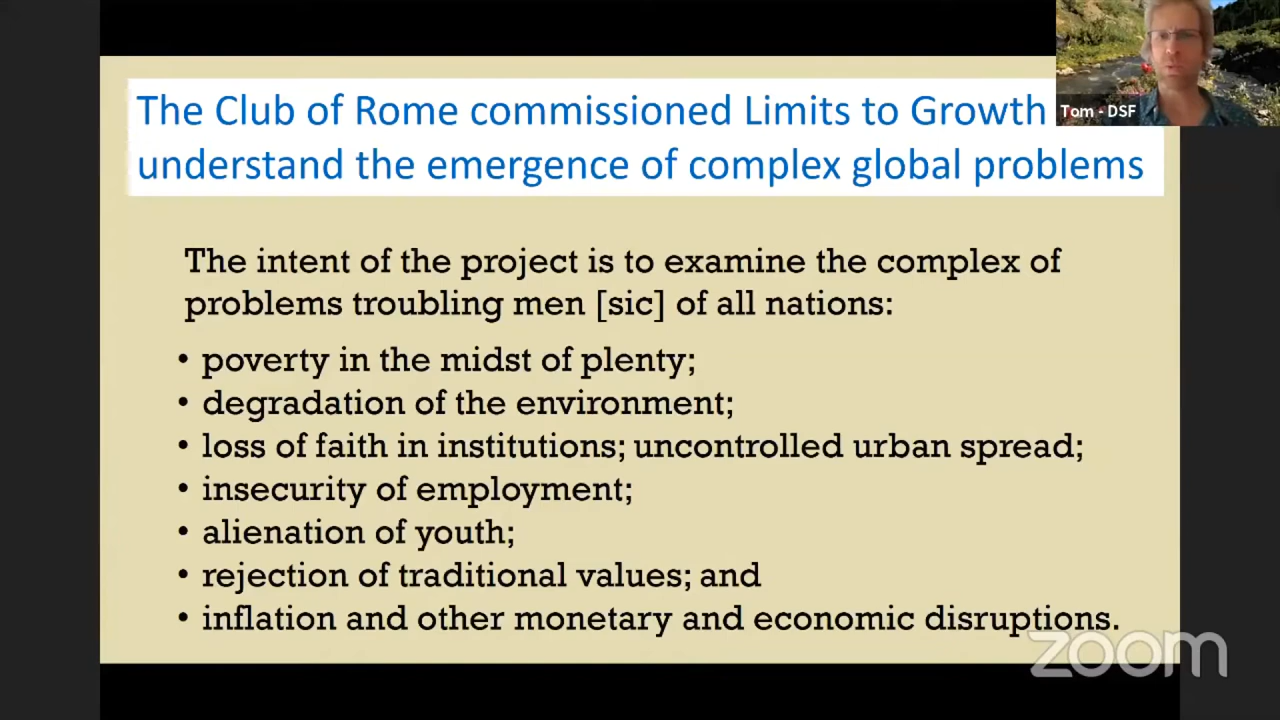 The Club of Rome commissioned Limits to Growth
understand the emergence of complex global problems
Tom - DSF
The intent of the project is to examine the complex of
problems troubling men [sic] of all nations:
• poverty in the midst of plenty;
• degradation of the environment;
• loss of faith in institutions; uncontrolled urban spread;
• insecurity of employment;
• alienation of youth;
• rejection of traditional values; and
• inflation and other monetary and economic disruptions.
zoom